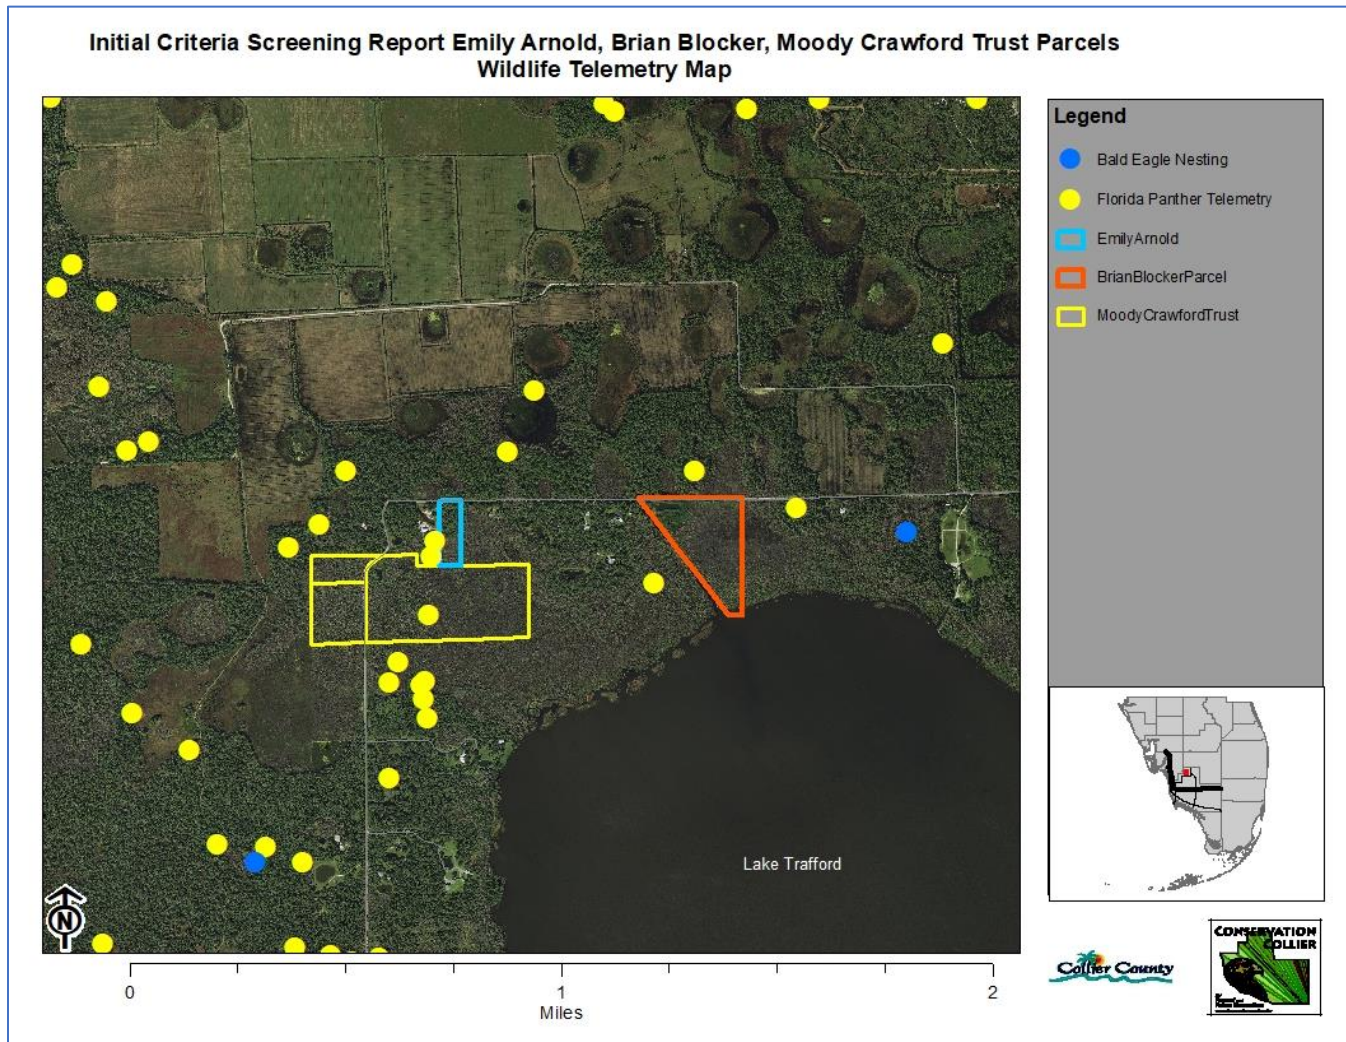 Initial Criteria Screening Report Emily Arnold, Brian Blocker, Moody Crawford Trust Parcels
Wildlife Telemetry Map
Legend
Bald Eagle Nesting
Florida Panther Telemetry
EmilyArnold
BrianBlockerParcel
MoodyCrawfordTrust
Lake Trafford
N
0
1
2
Miles
Collier County
CONSERVATION
COLLIER